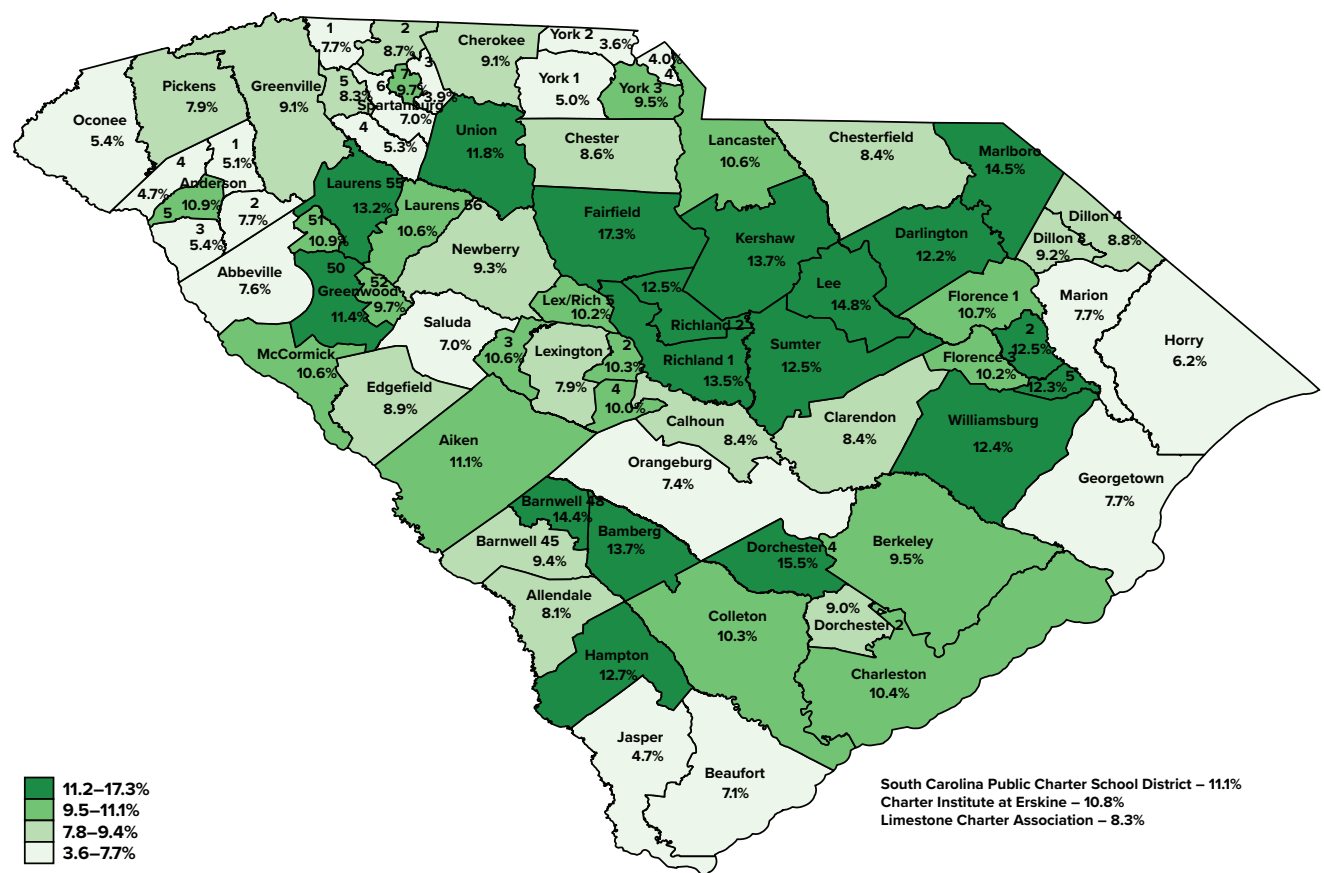 1
7.7%
2
8.7%
3
3.9%
Cherokee
9.1%
York 2
3.6%
4.0%
4
York 1
5.0%
York 3
9.5%
Pickens
7.9%
Greenville
9.1%
5
8.3%
6
7
9.7%
Spartanburg
7.0%
4
5.3%
Oconee
5.4%
Union
11.8%
Chester
8.6%
Lancaster
10.6%
Chesterfield
8.4%
Marlboro
14.5%
4
4.7%
1
5.1%
Anderson
10.9%
5
2
7.7%
3
5.4%
Laurens 55
13.2%
Laurens 56
10.6%
Fairfield
17.3%
Kershaw
13.7%
Darlington
12.2%
Dillon 4
8.8%
Dillon 3
9.2%
51
10.9%
Newberry
9.3%
Abbeville
7.6%
50
Greenwood
11.4%
52
9.7%
Lex/Rich 5
10.2%
12.5%
Richland 2
Lee
14.8%
Florence 1
10.7%
Marion
7.7%
Horry
6.2%
Saluda
7.0%
3
10.6%
Lexington 1
7.9%
2
10.3%
4
10.0%
Richland 1
13.5%
Sumter
12.5%
Florence 3
10.2%
2
12.5%
5
12.3%
McCormick
10.6%
Edgefield
8.9%
Aiken
11.1%
Calhoun
8.4%
Clarendon
8.4%
Williamsburg
12.4%
Orangeburg
7.4%
Georgetown
7.7%
Barnwell 48
14.4%
Barnwell 45
9.4%
Bamberg
13.7%
Dorchester 4
15.5%
Berkeley
9.5%
Allendale
8.1%
Colleton
10.3%
9.0%
Dorchester 2
Hampton
12.7%
Charleston
10.4%
Jasper
4.7%
Beaufort
7.1%
11.2–17.3%
9.5–11.1%
7.8–9.4%
3.6–7.7%
South Carolina Public Charter School District – 11.1%
Charter Institute at Erskine – 10.8%
Limestone Charter Association – 8.3%